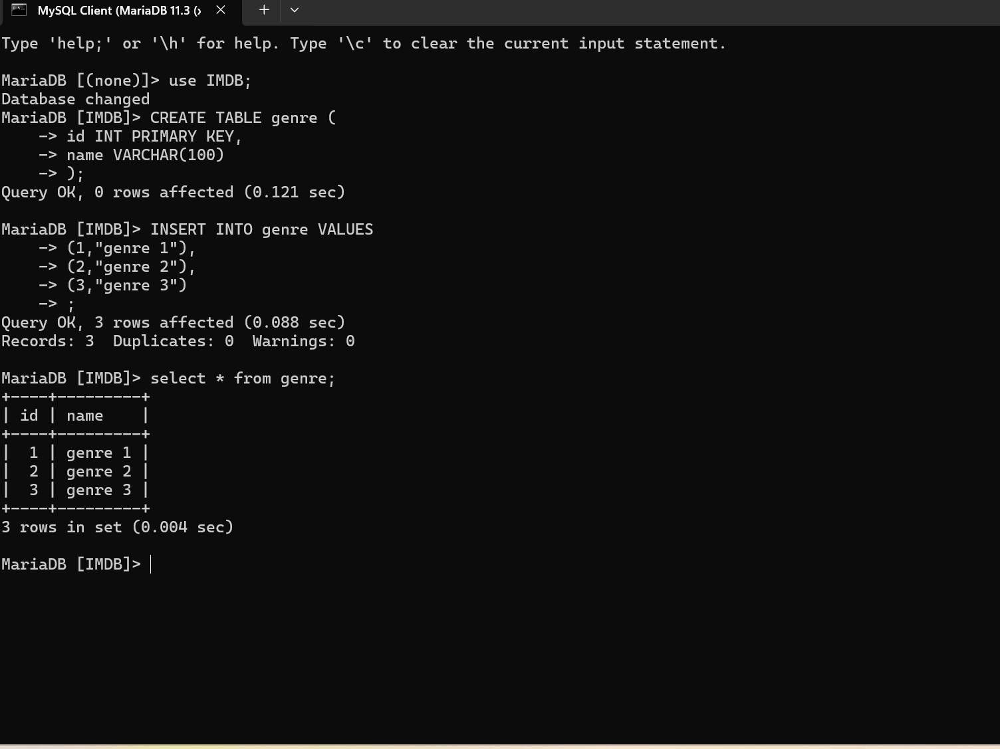 MySQL Client (MariaDB 11.3 (x
Type 'help;' or '\h' for help. Type '\c' to clear the current input statement.
MariaDB [(none)]> use IMDB;
Database changed
MariaDB [IMDB]> CREATE TABLE genre (
    -> id INT PRIMARY KEY,
    -> name VARCHAR(100)
    -> );
Query OK, 0 rows affected (0.121 sec)
MariaDB [IMDB]> INSERT INTO genre VALUES
    -> (1,"genre 1"),
    -> (2,"genre 2"),
    -> (3,"genre 3")
    -> ;
Query OK, 3 rows affected (0.088 sec)
Records: 3  Duplicates: 0  Warnings: 0
MariaDB [IMDB]> select * from genre;
+----+---------+
| id | name    |
+----+---------+
|  1 | genre 1 |
|  2 | genre 2 |
|  3 | genre 3 |
+----+---------+
3 rows in set (0.004 sec)
MariaDB [IMDB]>